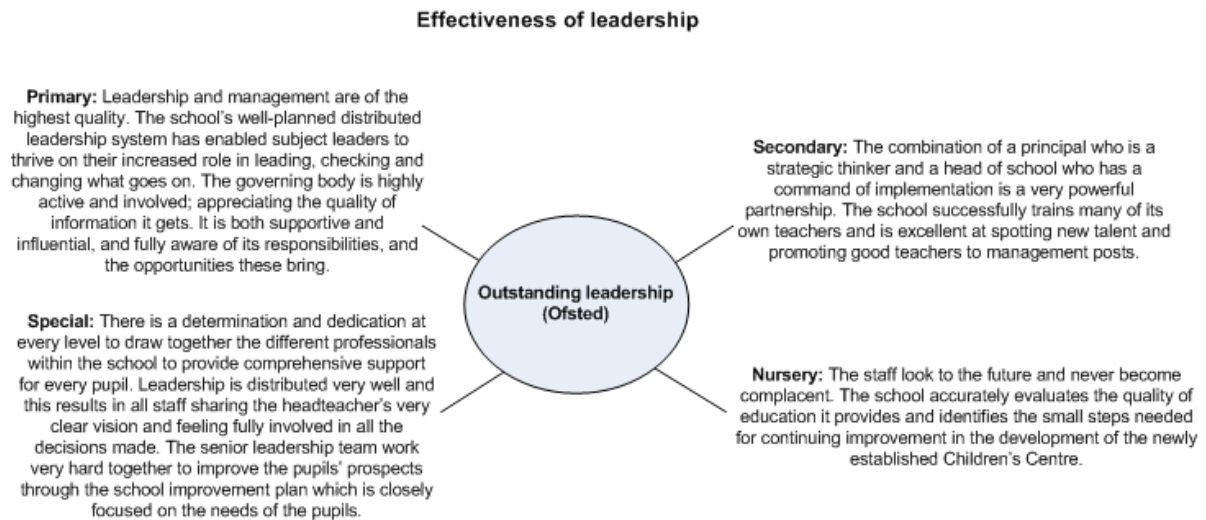 Effectiveness of leadership
Primary: Leadership and management are of the
highest quality. The school's well-planned distributed
leadership system has enabled subject leaders to
thrive on their increased role in leading, checking and
changing what goes on. The governing body is highly
active and involved; appreciating the quality of
information it gets. It is both supportive and
influential, and fully aware of its responsibilities, and
the opportunities these bring.
Secondary: The combination of a principal who is a
strategic thinker and a head of school who has a
command of implementation is a very powerful
partnership. The school successfully trains many of its
own teachers and is excellent at spotting new talent and
promoting good teachers to management posts.
Outstanding leadership
(Ofsted)
Special: There is a determination and dedication at
every level to draw together the different professionals
within the school to provide comprehensive support
for every pupil. Leadership is distributed very well and
this results in all staff sharing the headteacher's very
clear vision and feeling fully involved in all the
decisions made. The senior leadership team work
very hard together to improve the pupils' prospects
through the school improvement plan which is closely
focused on the needs of the pupils.
Nursery: The staff look to the future and never become
complacent. The school accurately evaluates the quality of
education it provides and identifies the small steps needed
for continuing improvement in the development of the newly
established Children's Centre.